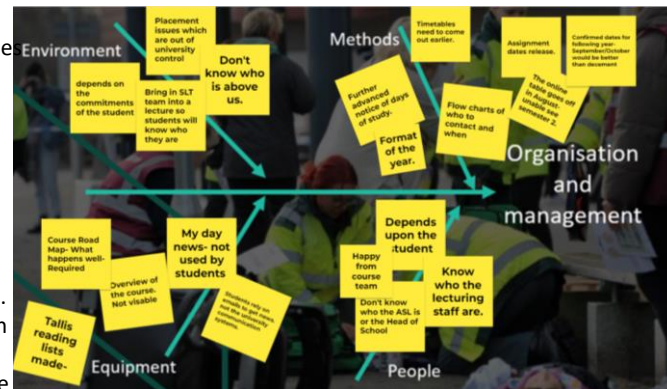 es
Environment
Placement
issues which
are out of
university
control
Don't
know who
is above
us.
depends on
the
commitments
of the student
Bring in SLT
team into a
lecture so
students will
know who
they are
Methods
Timetables
need to come
out earlier.
Assignment
dates release.
Confirmed dates for
following year-
September/October
would be better
than decement
The online
table goes off
in August-
unable see
semester 2.
Further
advanced
notice of days
of study.
Format
of the
year.
Flow charts of
who to
contact and
when
Organisation
and
management
Course Road
Map- What
happens well-
Required
Overview of
the course.
Not visable
My day
news- not
used by
students
Students rely on
emails to get news.
not the university
communication
systems.
Tallis
reading
lists
made-
Equipment
Depends
upon the
student
Happy
from
course
team
Know
who the
lecturing
staff are.
Don't know
who the ASL is
or the Head of
School
People
.
n
e